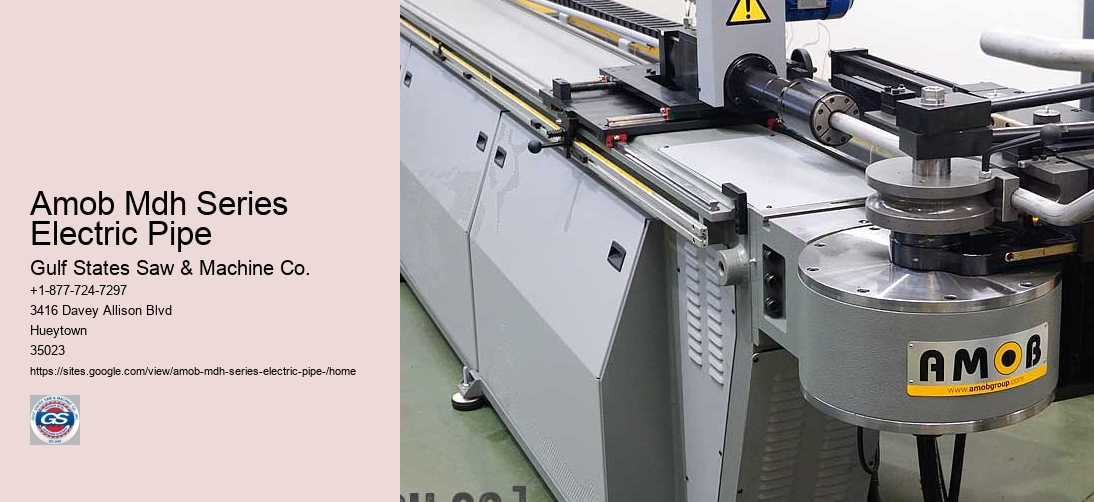 Amob Mdh Series
Electric Pipe
Gulf States Saw & Machine Co.
+1-877-724-7297
3416 Davey Allison Blvd
Hueytown
35023
https://sites.google.com/view/amob-mdh-series-electric-pipe-/home
GS
AMOB
www.amobgroup.com